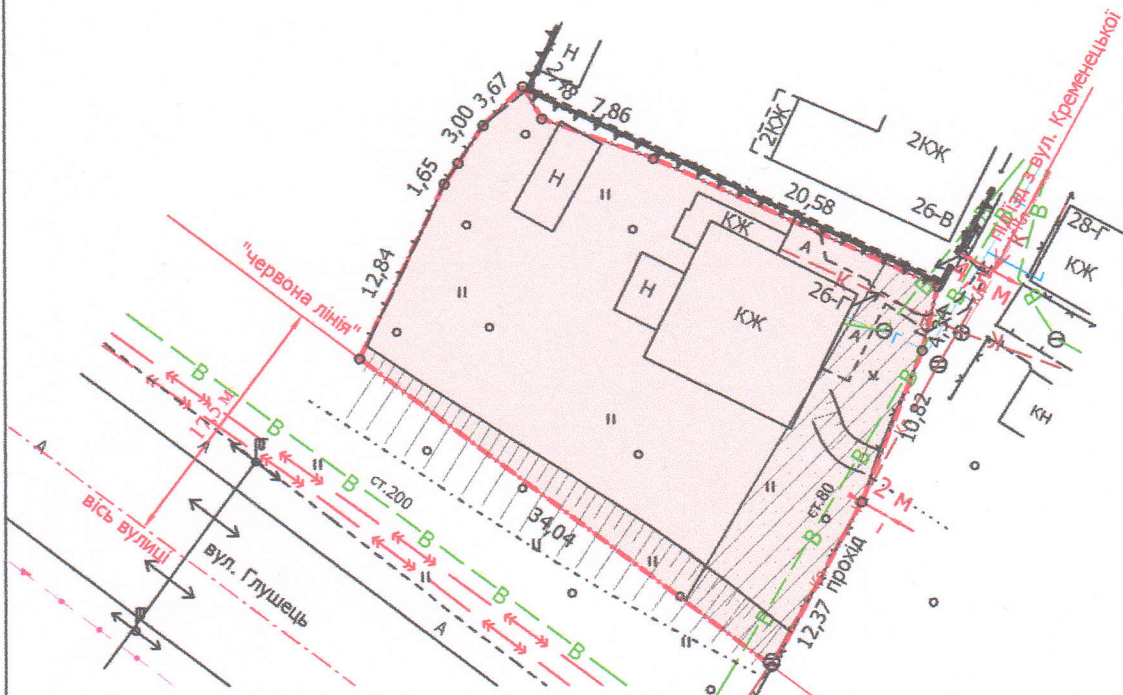 Н
2,78
7,86
3,67
3,00
1,65
12,84
"червона лінія"
2КЖ
2КЖ
26-В
20,58
під'їзд з вул. Кременецької
28-Г
КЖ
Н
КЖ
А
К
26-Г
Н
КЖ
А
Г
К
М
В
В
В
В
В
кн
10,82
2 м
ст.80
В
В
В
12,37
прохід
34,04
ст.200
В
В
В
В
В
В
А
А
А
вісь вулиці
вул. Глушець